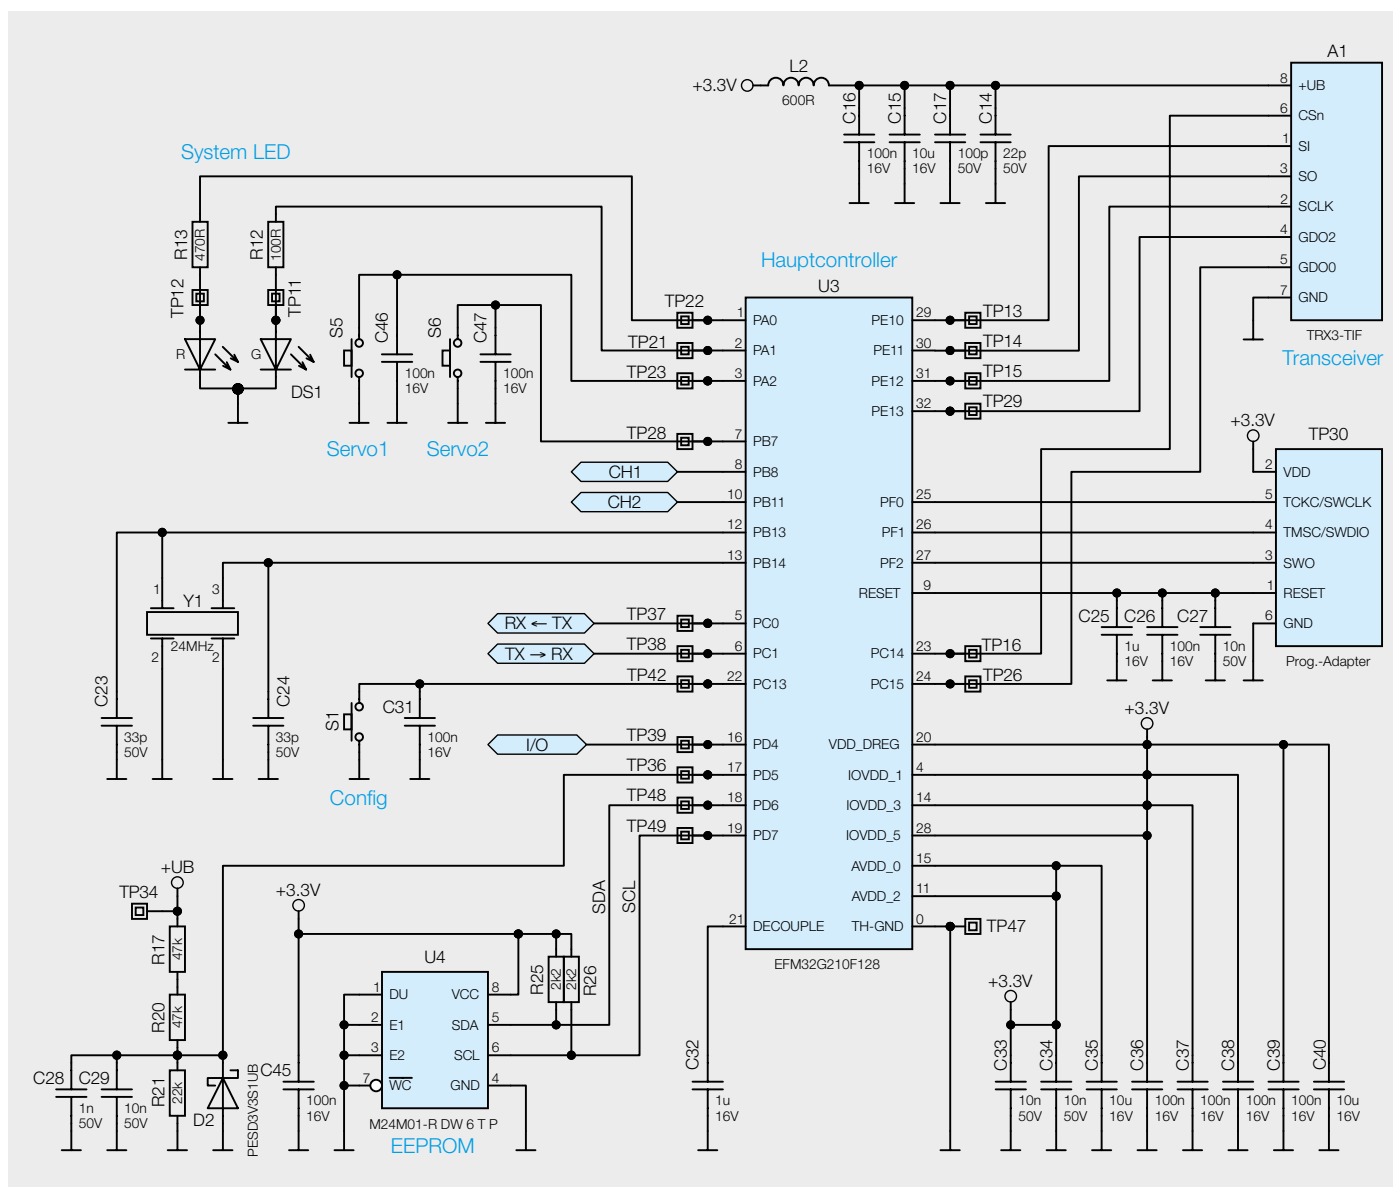 A1
L2
+3.3V
600R
C16
100n
16V
C15
10u
16V
C17
100p
50V
C14
22p
50V
8 +UB
6 CSn
1 SI
3 SO
2 SCLK
4 GDO2
5 GDO0
7 GND
TRX3-TIF
Transceiver
System LED
R13
470R
R12
100R
TP12
TP11
R
G
DS1
S5
C46
100n
16V
S6
C47
100n
16V
Servo1
Servo2
Hauptcontroller
U3
TP22 1 PA0
TP21 2 PA1
TP23 3 PA2
TP28 7 PB7
CH1 8 PB8
CH2 10 PB11
12 PB13
13 PB14
RX ← TX TP37 5 PC0
TX → RX TP38 6 PC1
TP42 22 PC13
I/O TP39 16 PD4
TP36 17 PD5
TP48 18 PD6
TP49 19 PD7
21 DECOUPLE
PE10 29 TP13
PE11 30 TP14
PE12 31 TP15
PE13 32 TP29
PF0 25
PF1 26
PF2 27
RESET 9
PC14 23 TP16
PC15 24 TP26
VDD_DREG 20
IOVDD_1 4
IOVDD_3 14
IOVDD_5 28
AVDD_0 15
AVDD_2 11
TH-GND 0 TP47
EFM32G210F128
+3.3V
TP30
2 VDD
5 TCKC/SWCLK
4 TMSC/SWDIO
3 SWO
1 RESET
6 GND
Prog.-Adapter
C25
1u
16V
C26
100n
16V
C27
10n
50V
+3.3V
1
3
Y1
24MHz
2
2
C23
33p
50V
C24
33p
50V
S1
C31
100n
16V
Config
+UB
TP34
R17
47k
R20
47k
R21
22k
C28
1n
50V
C29
10n
50V
D2
PESD3V3S1UB
+3.3V
C45
100n
16V
U4
1 DU
2 E1
3 E2
7 WC
VCC 8
SDA 5
SCL 6
GND 4
M24M01-R DW 6 T P
EEPROM
R25
2k2
R26
2k2
SDA
SCL
C32
1u
16V
+3.3V
C33
10n
50V
C34
10n
50V
C35
10u
16V
C36
100n
16V
C37
100n
16V
C38
100n
16V
C39
100n
16V
C40
10u
16V